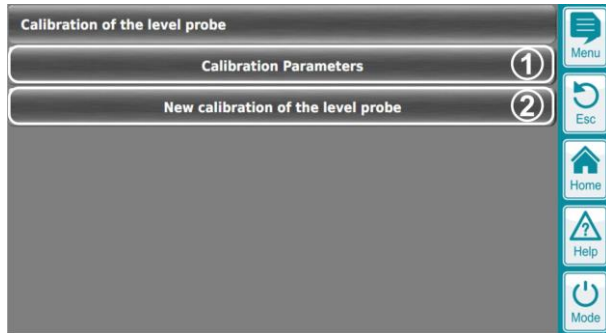 Calibration of the level probe
Calibration Parameters 1
New calibration of the level probe 2
Menu
Esc
Home
? Help
Mode